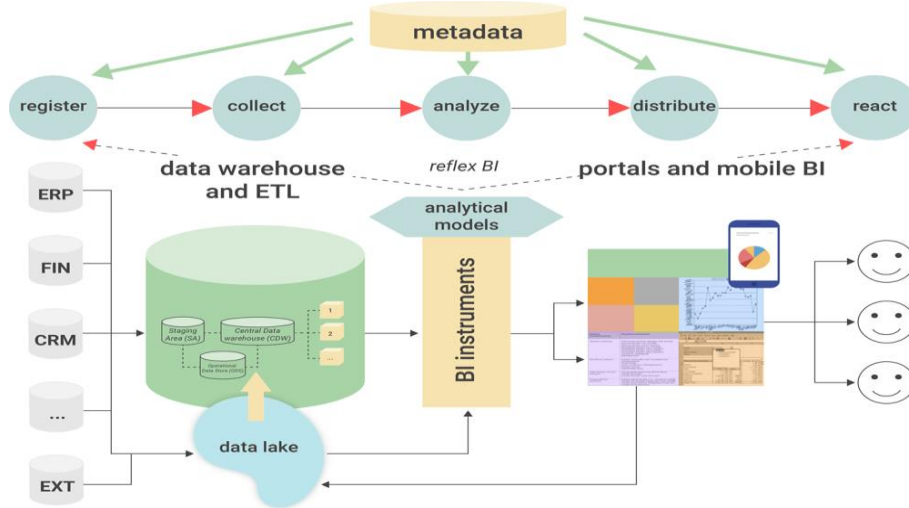 metadata
register
collect
analyze
distribute
react
data warehouse
and ETL
reflex BI
portals and mobile BI
ERP
FIN
CRM
...
EXT
analytical
models
BI instruments
Staging
Area (SA)
Central Data
warehouse (CDW)
Operational
Data Store (ODS)
1
2
...
data lake